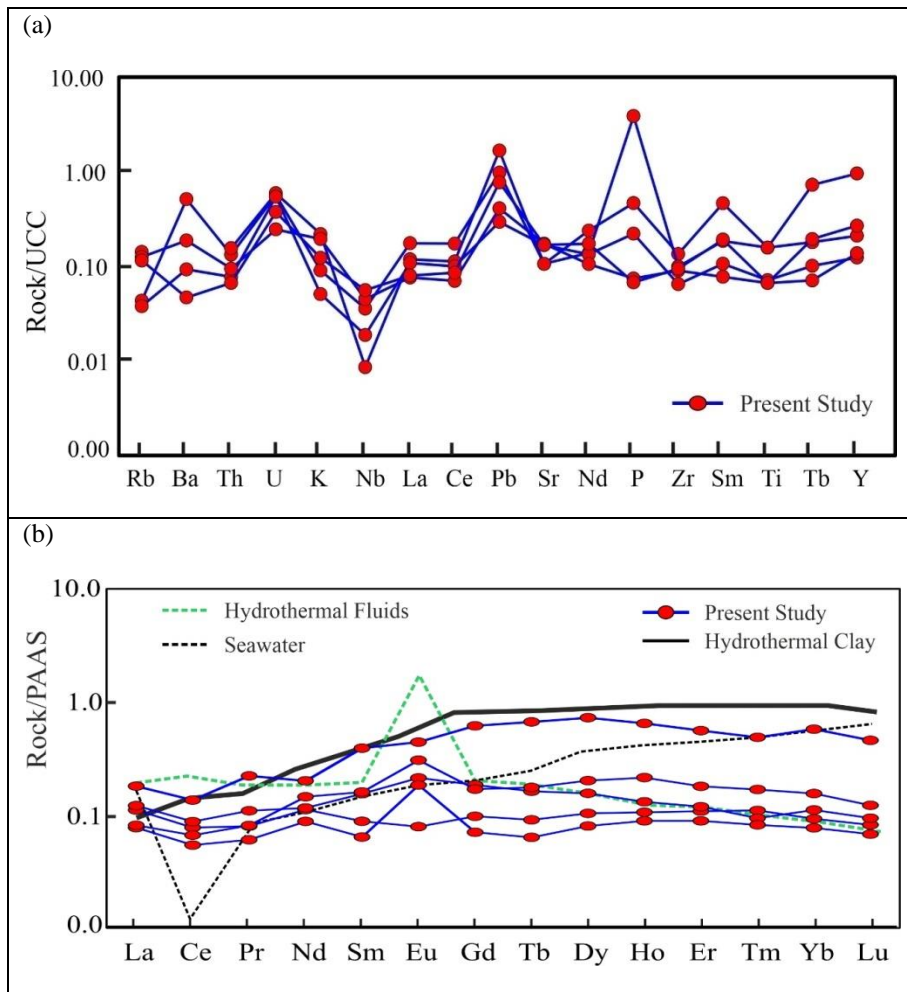 (a)
10.00
1.00
0.10
0.01
0.00
Rock/UCC
Present Study
Rb Ba Th U K Nb La Ce Pb Sr Nd P Zr Sm Ti Tb Y
(b)
10.0
1.0
0.1
0.0
Rock/PAAS
Hydrothermal Fluids
Seawater
Present Study
Hydrothermal Clay
La Ce Pr Nd Sm Eu Gd Tb Dy Ho Er Tm Yb Lu